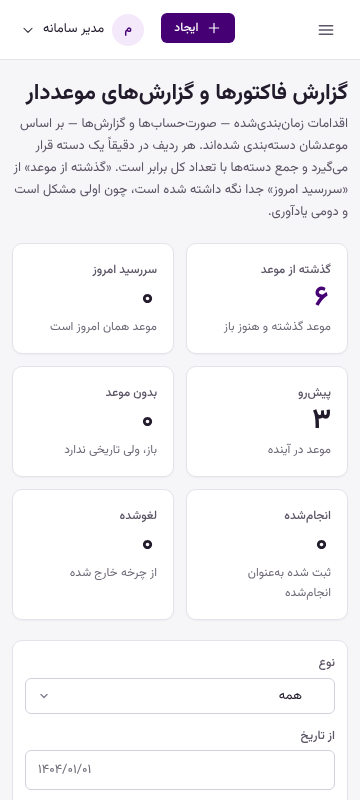 ایجاد
م
مدیر سامانه
گزارش فاکتورها و گزارش‌های موعددار
اقدامات زمان‌بندی‌شده — صورت‌حساب‌ها و گزارش‌ها — بر اساس
موعدشان دسته‌بندی شده‌اند. هر ردیف در دقیقاً یک دسته قرار
می‌گیرد و جمع دسته‌ها با تعداد کل برابر است. «گذشته از موعد» از
«سررسید امروز» جدا نگه داشته شده است، چون اولی مشکل است
و دومی یادآوری.
گذشته از موعد
۶
موعد گذشته و هنوز باز
سررسید امروز
۰
موعد همان امروز است
پیش‌رو
۳
موعد در آینده
بدون موعد
۰
باز، ولی تاریخی ندارد
انجام‌شده
۰
ثبت شده به‌عنوان
انجام‌شده
لغوشده
۰
از چرخه خارج شده
نوع
همه
از تاریخ
۱۴۰۴/۰۱/۰۱